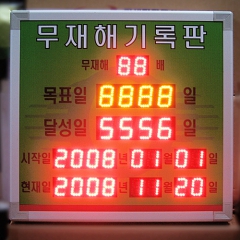 무재해기록판
무재해 88 배
목표일 8888 일
달성일 5556 일
시작일 2008 년 01 월 01 일
현재일 2008 년 11 월 20 일